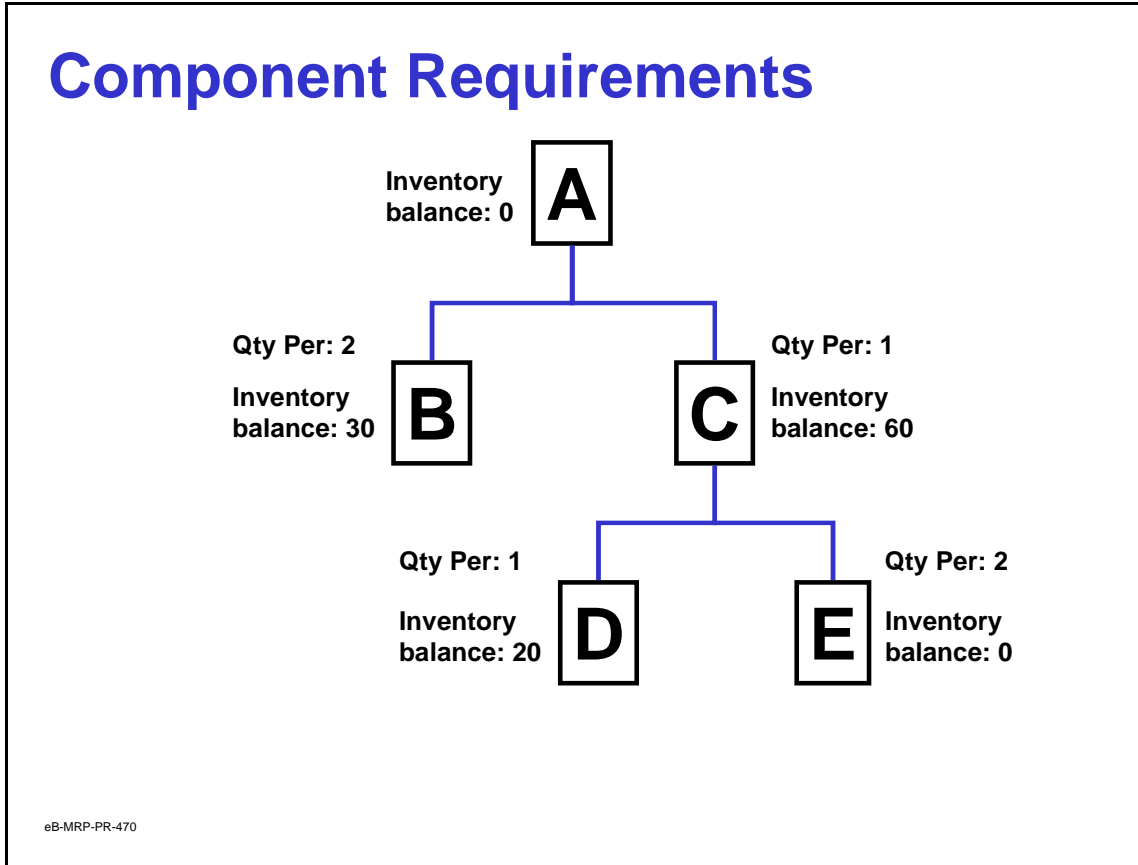 Component Requirements
Inventory
balance: 0
A
Qty Per: 2
Inventory
balance: 30
B
Qty Per: 1
C
Inventory
balance: 60
Qty Per: 1
Inventory
balance: 20
D
Qty Per: 2
E
Inventory
balance: 0
eB-MRP-PR-470